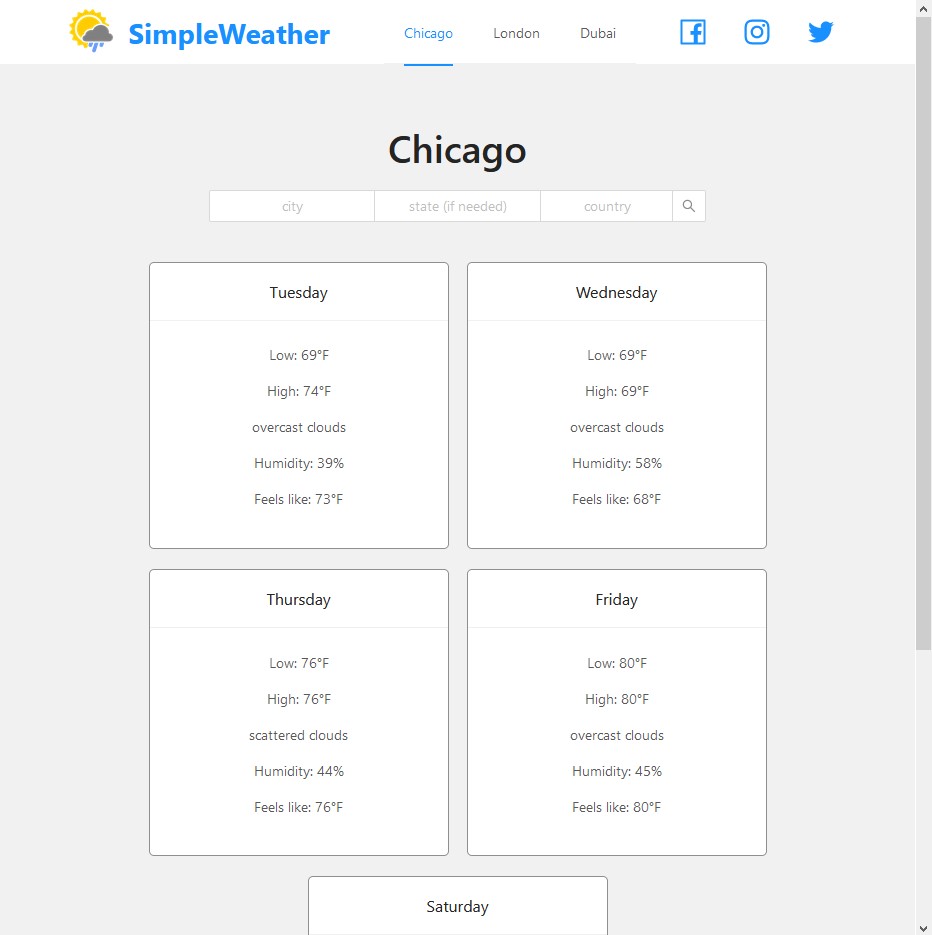 SimpleWeather
Chicago London Dubai
Chicago
city state (if needed) country
Tuesday
Low: 69°F
High: 74°F
overcast clouds
Humidity: 39%
Feels like: 73°F
Wednesday
Low: 69°F
High: 69°F
overcast clouds
Humidity: 58%
Feels like: 68°F
Thursday
Low: 76°F
High: 76°F
scattered clouds
Humidity: 44%
Feels like: 76°F
Friday
Low: 80°F
High: 80°F
overcast clouds
Humidity: 45%
Feels like: 80°F
Saturday